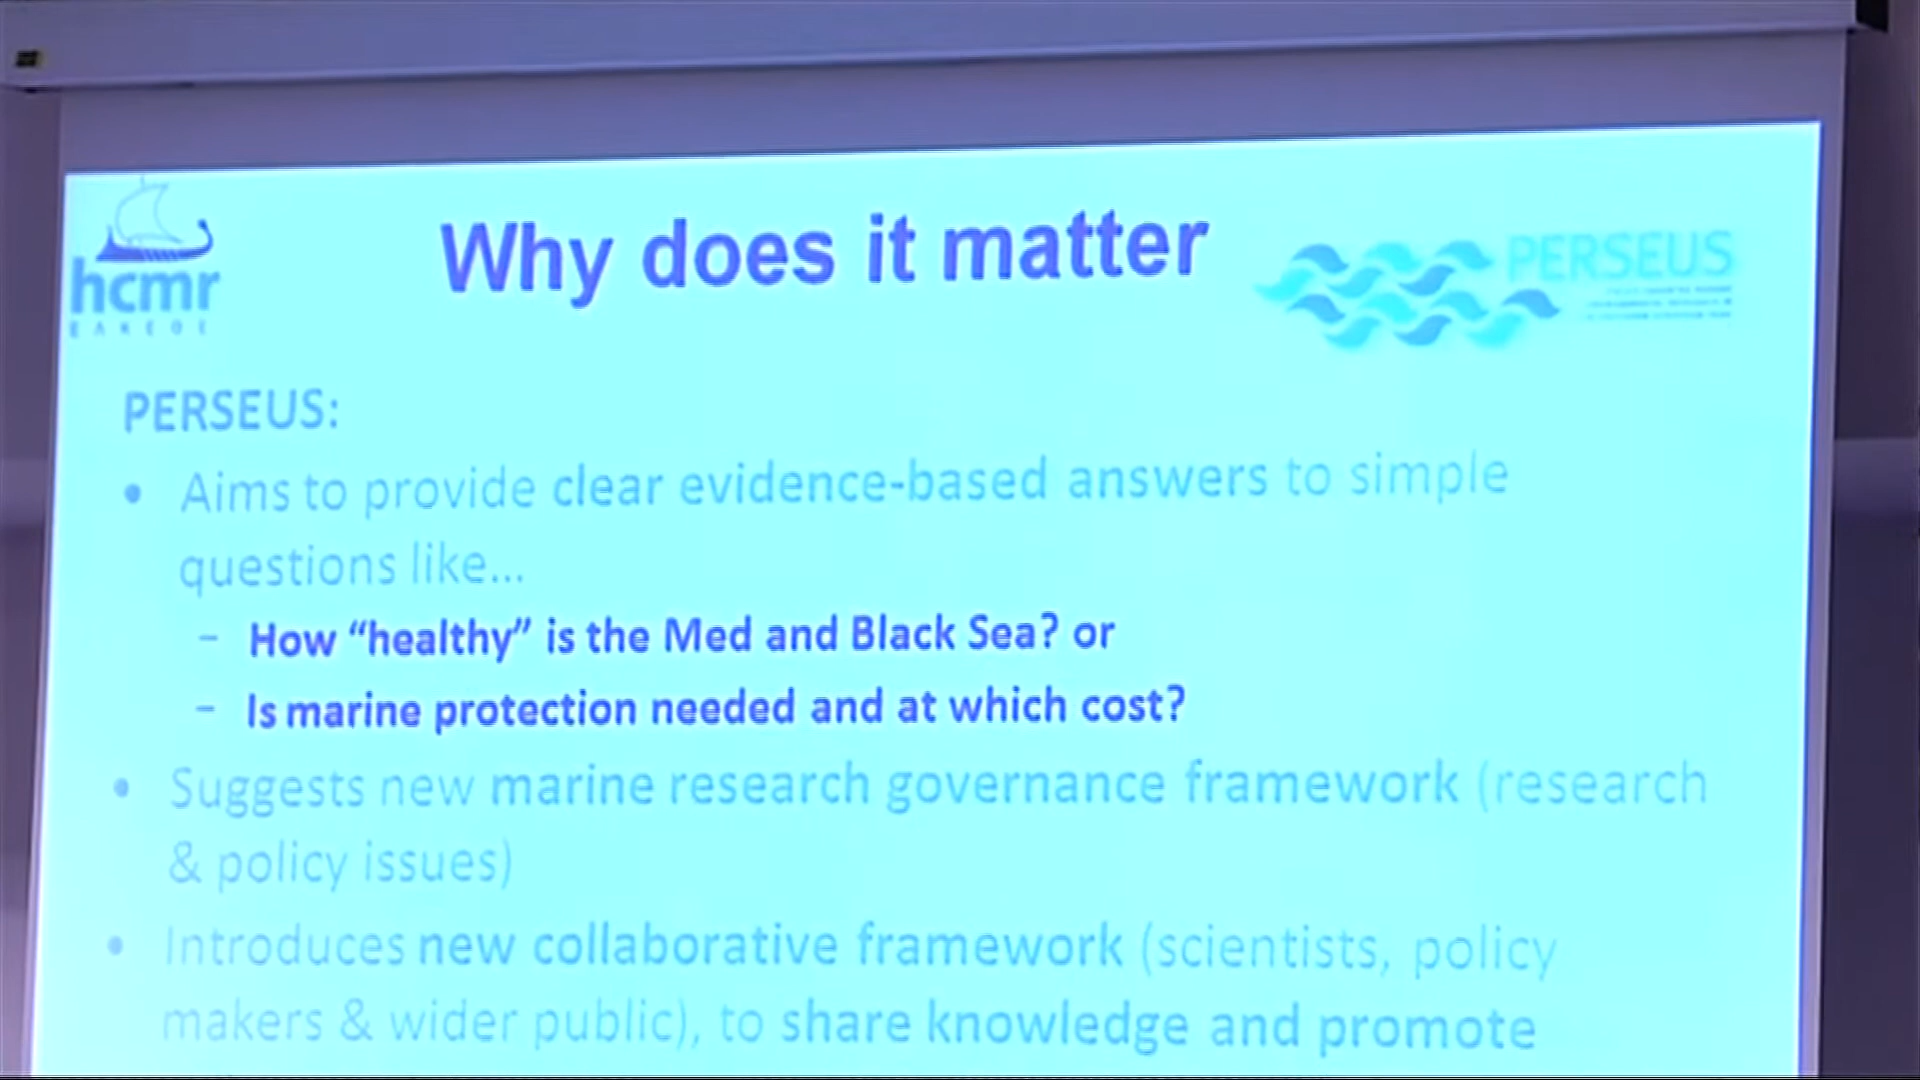 hcmr
ΕΛΚΕΘΕ
Why does it matter
PERSEUS
PERSEUS:
• Aims to provide clear evidence-based answers to simple
questions like...
– How “healthy” is the Med and Black Sea? or
– Is marine protection needed and at which cost?
• Suggests new marine research governance framework (research
& policy issues)
• Introduces new collaborative framework (scientists, policy
makers & wider public), to share knowledge and promote